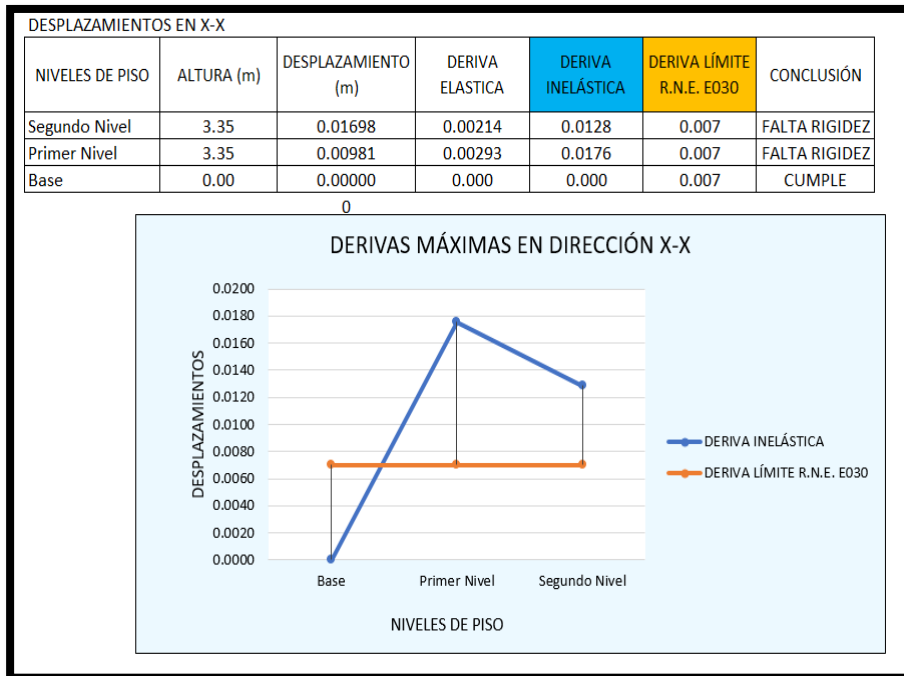 DESPLAZAMIENTOS EN X-X
NIVELES DE PISO ALTURA (m) DESPLAZAMIENTO (m) DERIVA ELASTICA DERIVA INELÁSTICA DERIVA LÍMITE R.N.E. E030 CONCLUSIÓN
Segundo Nivel 3.35 0.01698 0.00214 0.0128 0.007 FALTA RIGIDEZ
Primer Nivel 3.35 0.00981 0.00293 0.0176 0.007 FALTA RIGIDEZ
Base 0.00 0.00000 0.000 0.000 0.007 CUMPLE
0
DERIVAS MÁXIMAS EN DIRECCIÓN X-X
DESPLAZAMIENTOS
0.0200
0.0180
0.0160
0.0140
0.0120
0.0100
0.0080
0.0060
0.0040
0.0020
0.0000
Base Primer Nivel Segundo Nivel
NIVELES DE PISO
DERIVA INELÁSTICA
DERIVA LÍMITE R.N.E. E030